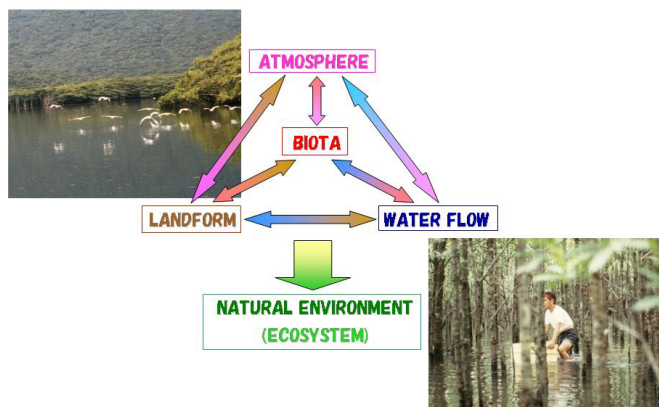 ATMOSPHERE
BIOTA
LANDFORM
WATER FLOW
NATURAL ENVIRONMENT
(ECOSYSTEM)